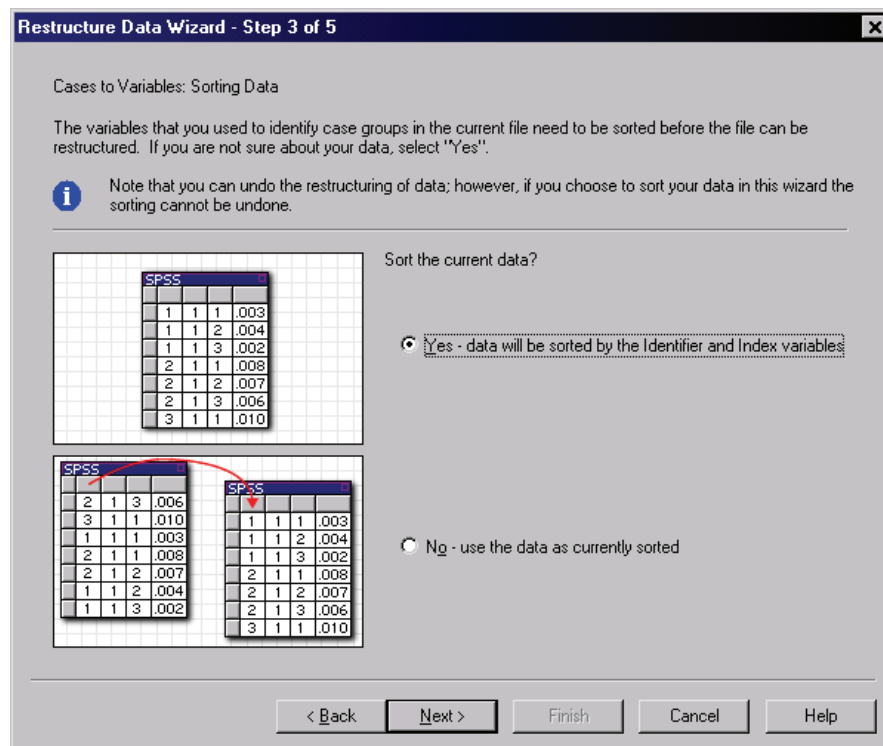 Restructure Data Wizard - Step 3 of 5
Cases to Variables: Sorting Data
The variables that you used to identify case groups in the current file need to be sorted before the file can be
restructured. If you are not sure about your data, select "Yes".
Note that you can undo the restructuring of data; however, if you choose to sort your data in this wizard the
sorting cannot be undone.
Sort the current data?
SPSS
1 1 1 .003
1 1 2 .004
1 1 3 .002
2 1 1 .008
2 1 2 .007
2 1 3 .006
3 1 1 .010
Yes - data will be sorted by the Identifier and Index variables
SPSS
2 1 3 .006
3 1 1 .010
1 1 1 .003
2 1 1 .008
2 1 2 .007
1 1 2 .004
1 1 3 .002
SPSS
1 1 1 .003
1 1 2 .004
1 1 3 .002
2 1 1 .008
2 1 2 .007
2 1 3 .006
3 1 1 .010
No - use the data as currently sorted
< Back
Next >
Finish
Cancel
Help